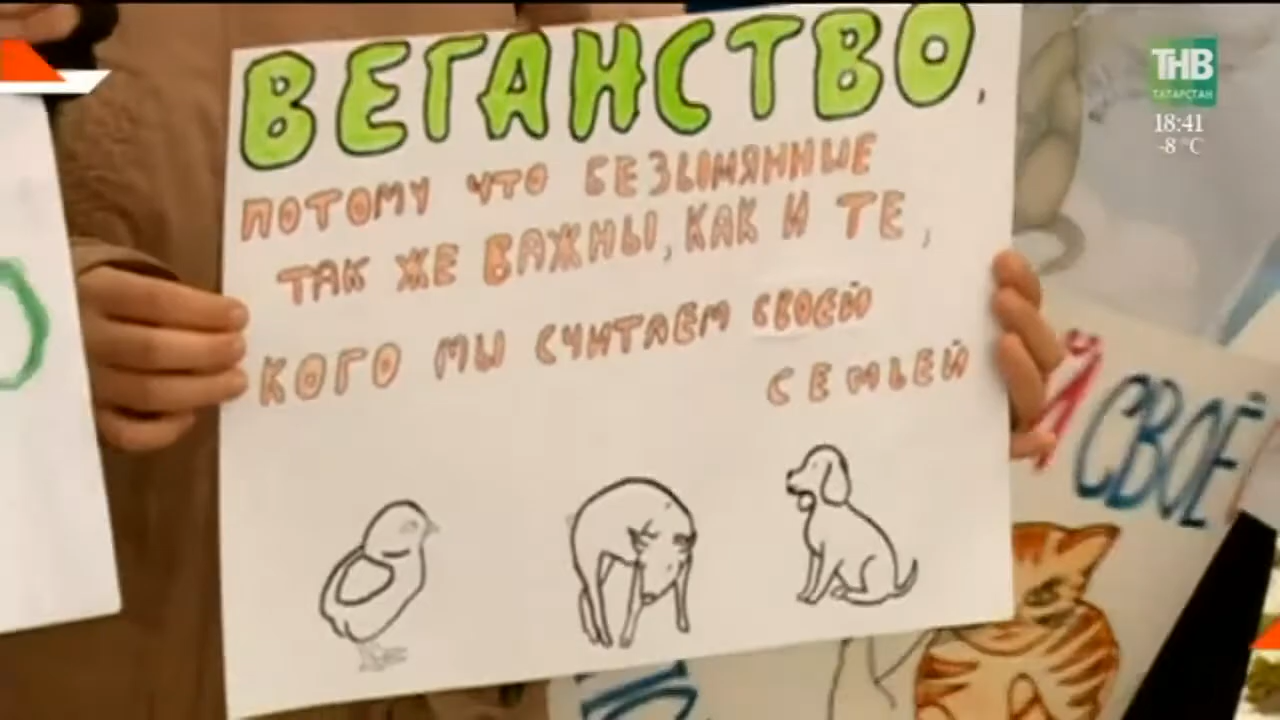 ВЕГАНСТВО,
ПОТОМУ ЧТО БЕЗЫМЯННЫЕ
ТАК ЖЕ ВАЖНЫ, КАК И ТЕ,
КОГО МЫ СЧИТАЕМ СВОЕЙ
СЕМЬЕЙ
ТНВ
ТАТАРСТАН
18:41
-8 °C
Й СВОЁ